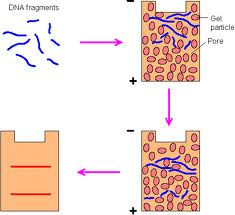 DNA fragments
−
Gel
particle
Pore
+
−
+